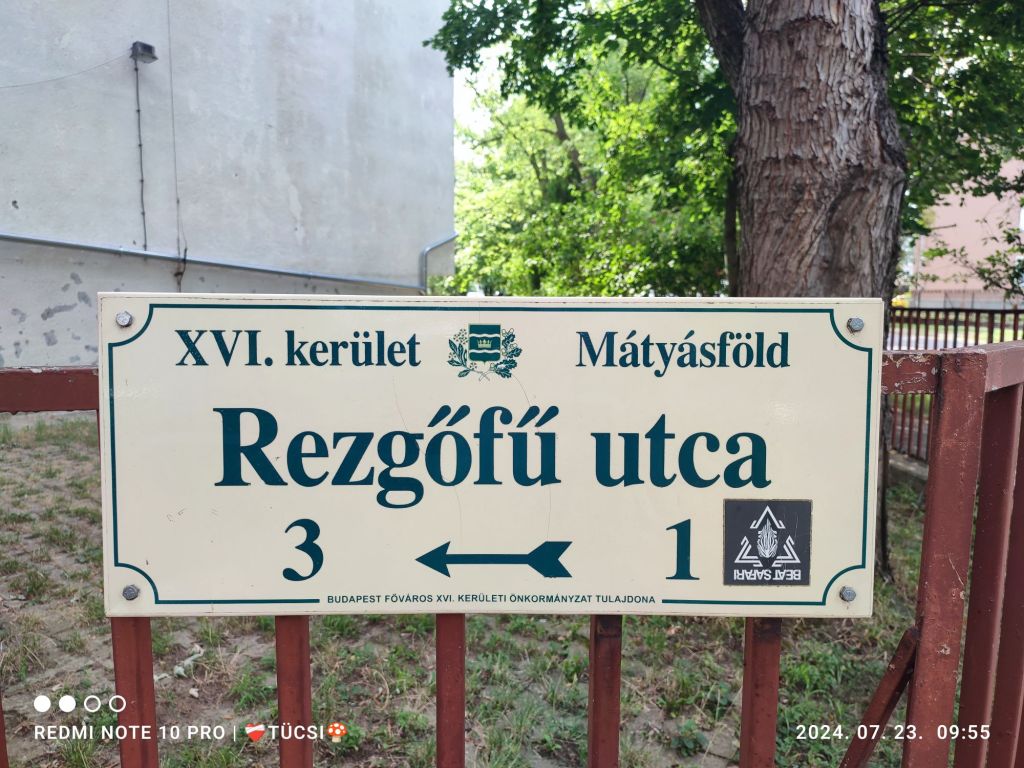 XVI. kerület Mátyásföld
Rezgőfű utca
3 1
BEAT SAFARI
BUDAPEST FŐVÁROS XVI. KERÜLETI ÖNKORMÁNYZAT TULAJDONA
REDMI NOTE 10 PRO | ❤️‍🩹TÜCSI🍄
2024. 07. 23. 09:55